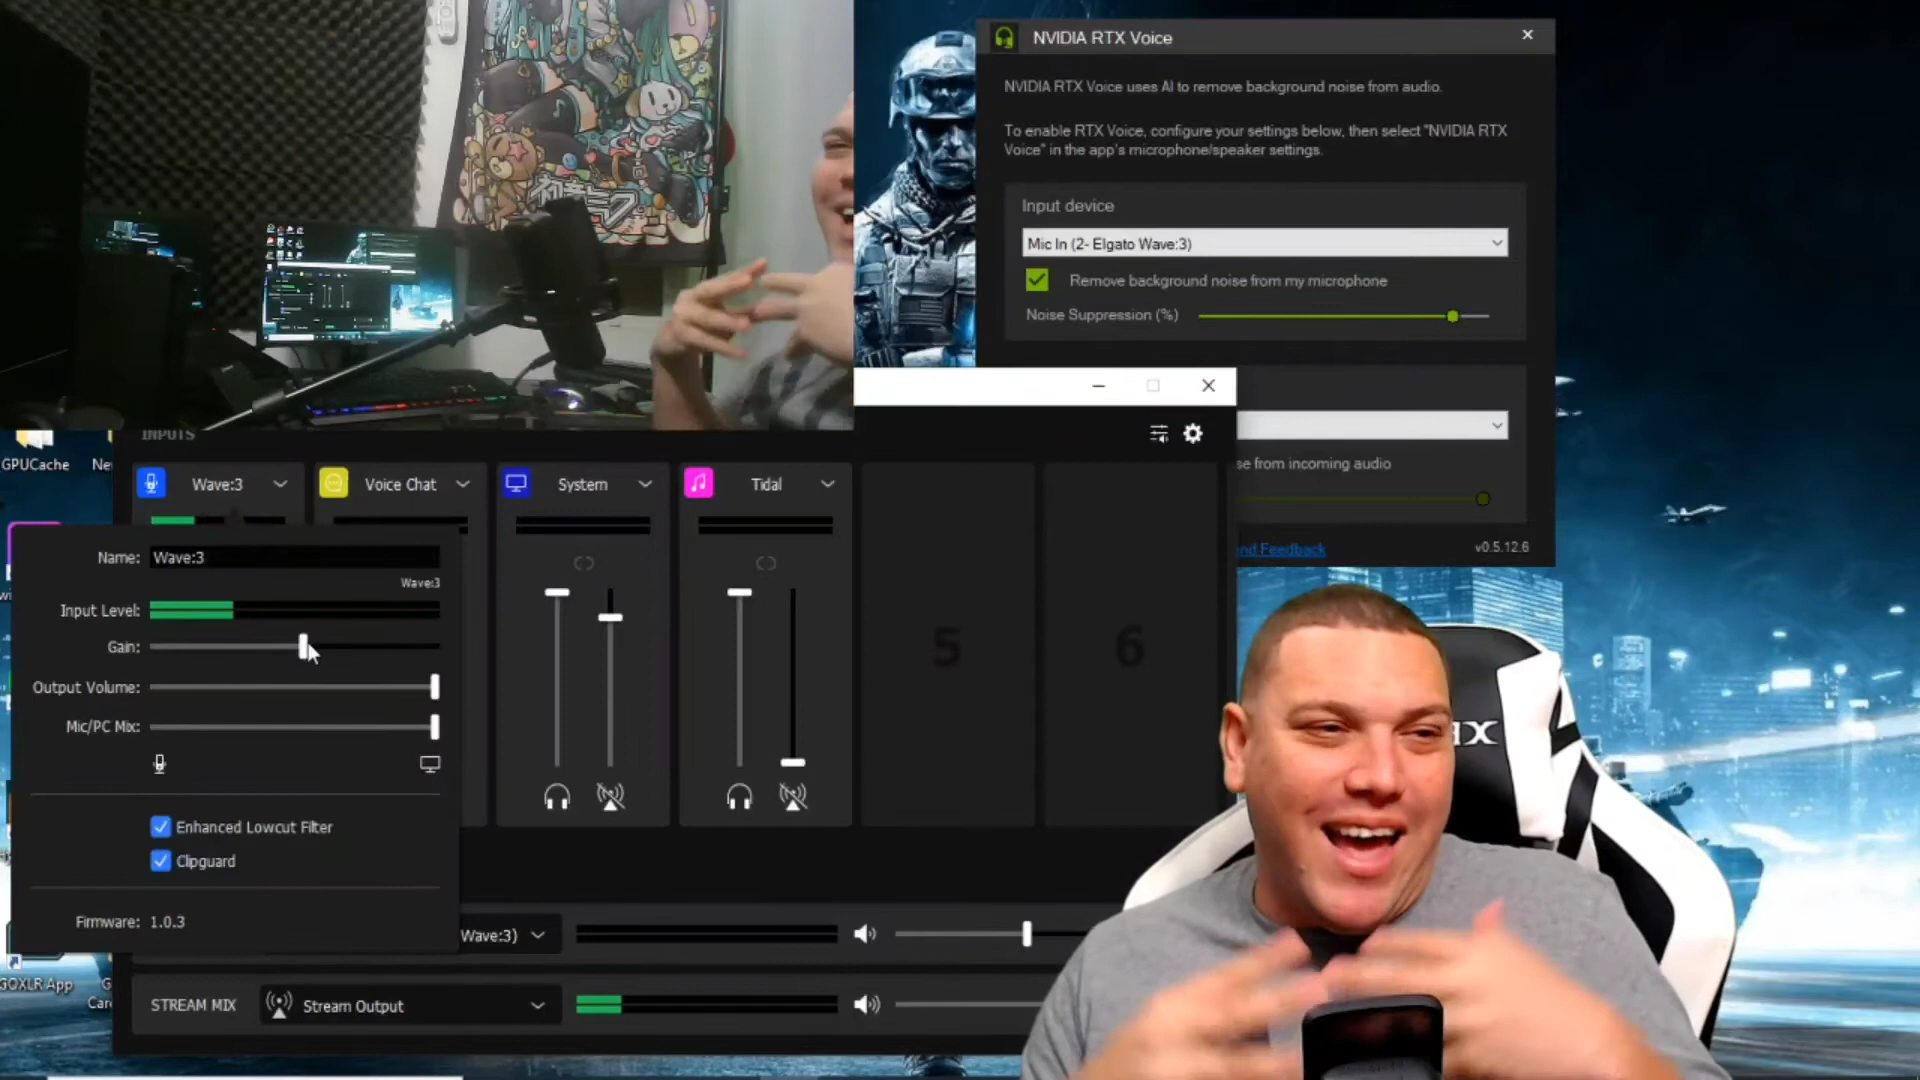 NVIDIA RTX Voice
NVIDIA RTX Voice uses AI to remove background noise from audio.
To enable RTX Voice, configure your settings below, then select "NVIDIA RTX
Voice" in the app's microphone/speaker settings.
Input device
Mic In (2- Elgato Wave:3)
Remove background noise from my microphone
Noise Suppression (%)
初音ミク
INPUTS
GPUCache
Wave:3
Voice Chat
System
Tidal
se from incoming audio
nd Feedback
v0.5.12.6
Name: Wave:3
Wave:3
Input Level:
Gain:
Output Volume:
Mic/PC Mix:
5
6
Enhanced Lowcut Filter
Clipguard
Firmware: 1.0.3
Wave:3)
GOXLR App
STREAM MIX
Stream Output